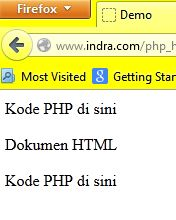 Firefox
Demo
www.indra.com/php_h
Most Visited Getting Star
Kode PHP di sini
Dokumen HTML
Kode PHP di sini